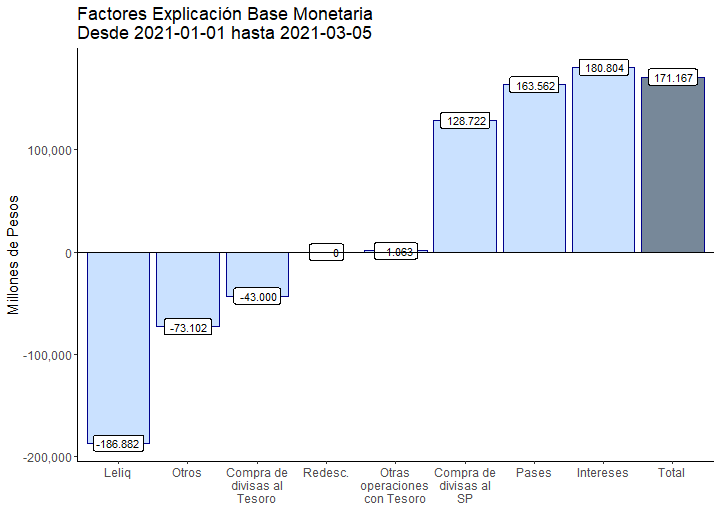 Factores Explicación Base Monetaria
Desde 2021-01-01 hasta 2021-03-05
Millones de Pesos
100,000
0
-100,000
-200,000
-186.882
-73.102
-43.000
0
1.063
128.722
163.562
180.804
171.167
Leliq
Otros
Compra de
divisas al
Tesoro
Redesc.
Otras
operaciones
con Tesoro
Compra de
divisas al
SP
Pases
Intereses
Total